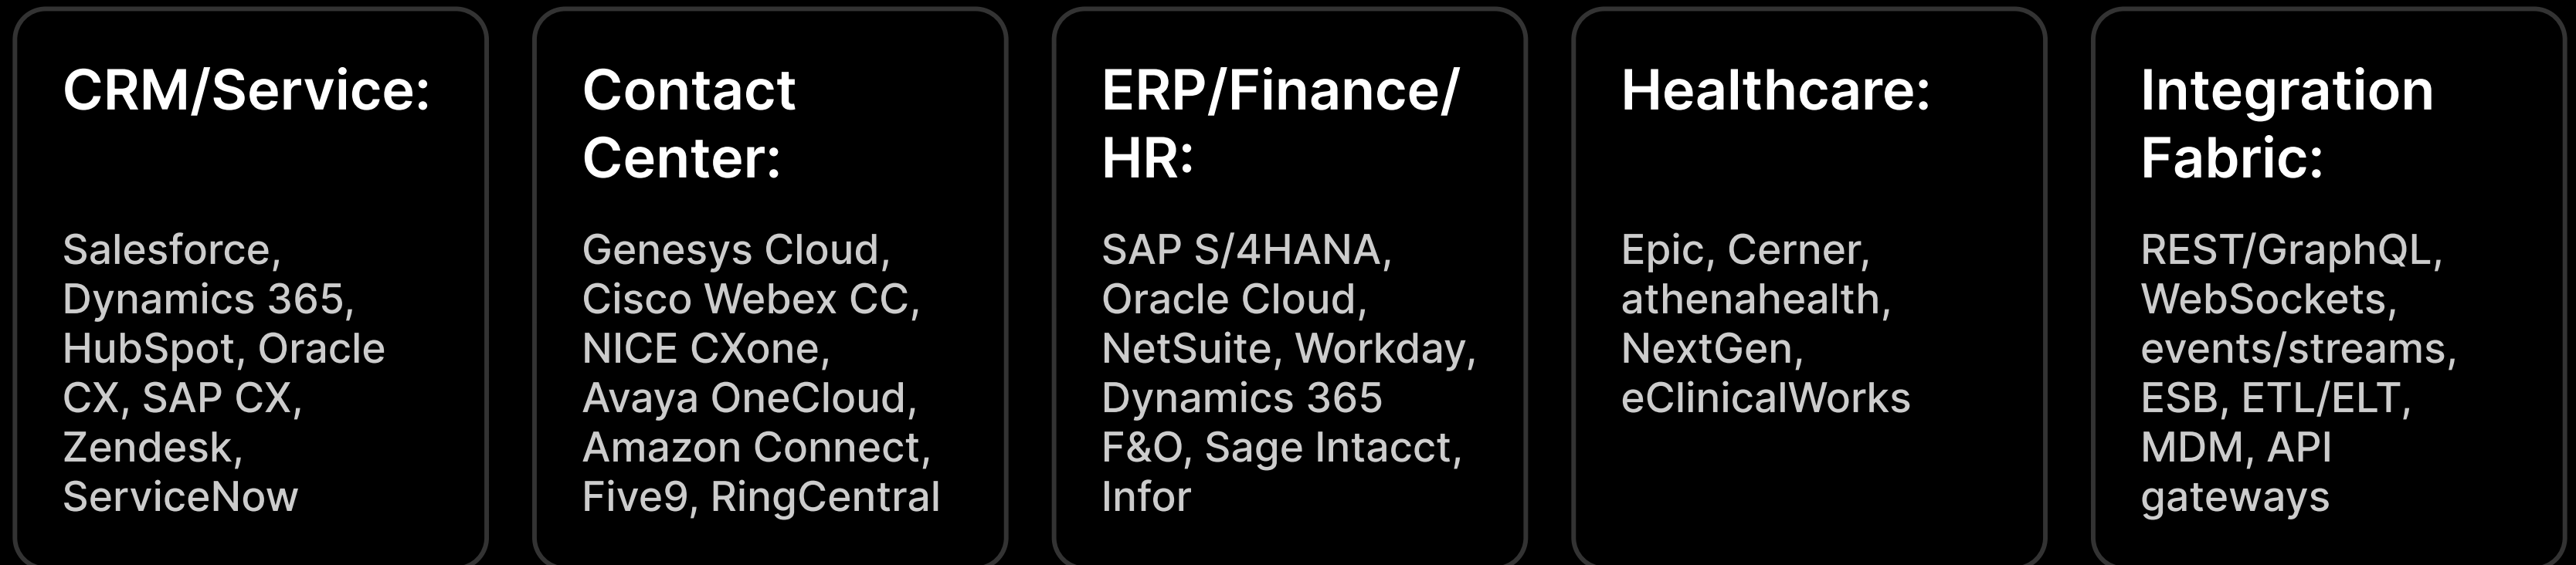 CRM/Service:
Salesforce,
Dynamics 365,
HubSpot, Oracle
CX, SAP CX,
Zendesk,
ServiceNow
Contact
Center:
Genesys Cloud,
Cisco Webex CC,
NICE CXone,
Avaya OneCloud,
Amazon Connect,
Five9, RingCentral
ERP/Finance/
HR:
SAP S/4HANA,
Oracle Cloud,
NetSuite, Workday,
Dynamics 365
F&O, Sage Intacct,
Infor
Healthcare:
Epic, Cerner,
athenahealth,
NextGen,
eClinicalWorks
Integration
Fabric:
REST/GraphQL,
WebSockets,
events/streams,
ESB, ETL/ELT,
MDM, API
gateways